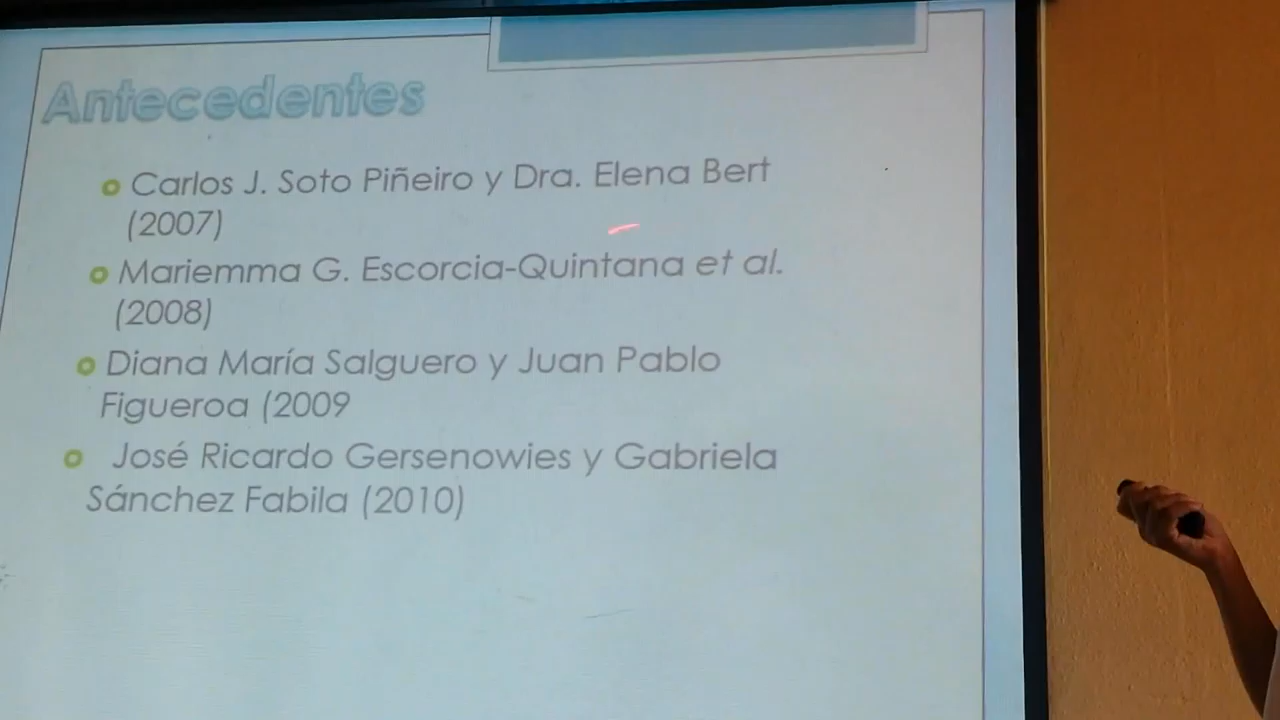 Antecedentes
Carlos J. Soto Piñeiro y Dra. Elena Bert
(2007)
Mariemma G. Escorcia-Quintana et al.
(2008)
Diana María Salguero y Juan Pablo
Figueroa (2009
José Ricardo Gersenowies y Gabriela
Sánchez Fabila (2010)